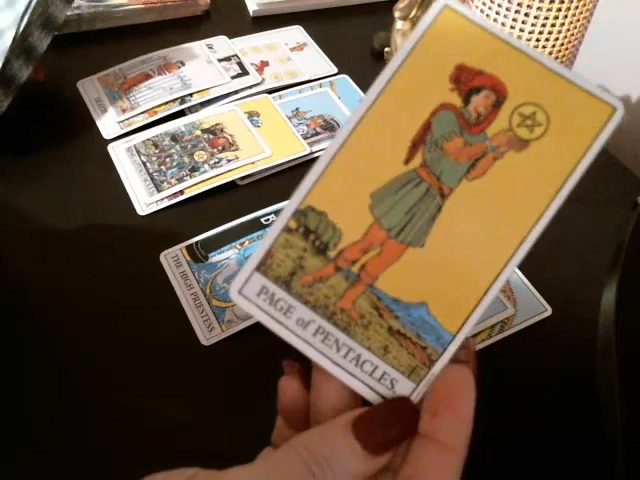 PAGE of PENTACLES.
THE HIGH PRIESTESS.
B